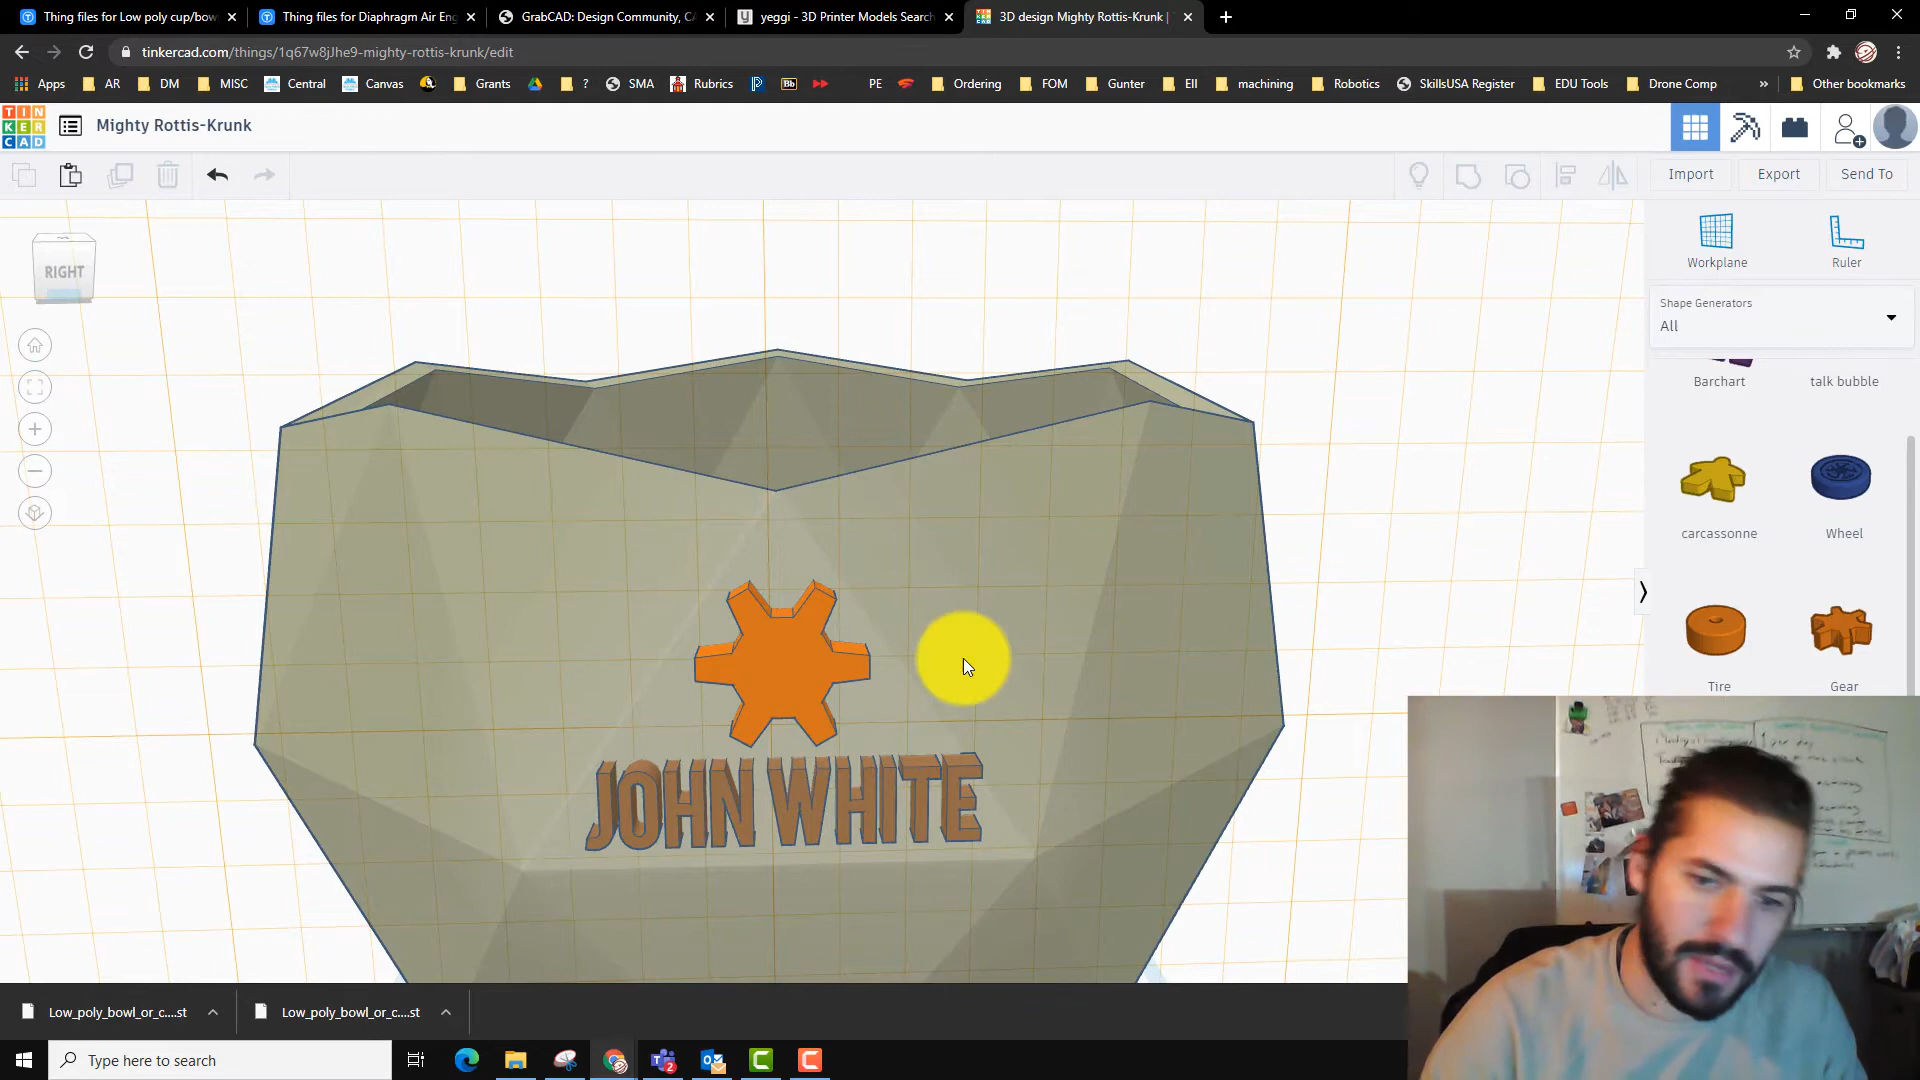 Thing files for Low poly cup/bow
Thing files for Diaphragm Air Eng
GrabCAD: Design Community, CA
yeggi - 3D Printer Models Search
3D design Mighty Rottis-Krunk |
tinkercad.com/things/1q67w8jJhe9-mighty-rottis-krunk/edit
Apps
AR
DM
MISC
Central
Canvas
Grants
?
SMA
Rubrics
Bb
PE
Ordering
FOM
Gunter
EII
machining
Robotics
SkillsUSA Register
EDU Tools
Drone Comp
»
Other bookmarks
TIN
KER
CAD
Mighty Rottis-Krunk
Import
Export
Send To
RIGHT
Workplane
Ruler
Shape Generators
All
Barchart
talk bubble
carcassonne
Wheel
Tire
Gear
JOHN WHITE
Low_poly_bowl_or_c....st
Low_poly_bowl_or_c....st
Type here to search
2